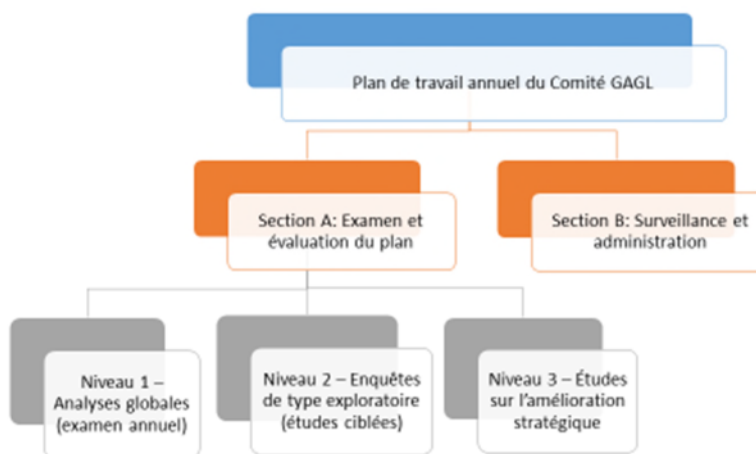 Plan de travail annuel du Comité GAGL
Section A: Examen et
évaluation du plan
Section B: Surveillance et
administration
Niveau 1 –
Analyses globales
(examen annuel)
Niveau 2 – Enquêtes
de type exploratoire
(études ciblées)
Niveau 3 – Études
sur l'amélioration
stratégique